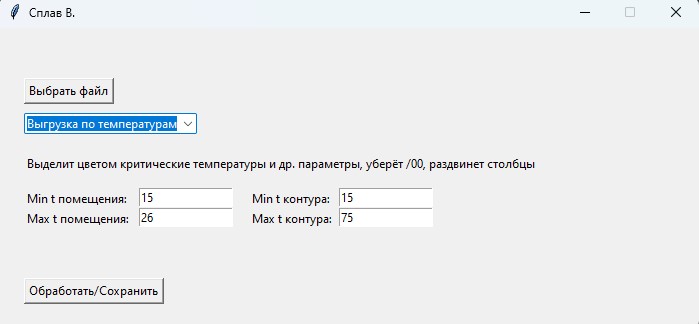 Сплав В.
Выбрать файл
Выгрузка по температурам
Выделит цветом критические температуры и др. параметры, уберёт /00, раздвинет столбцы
Min t помещения: 15 Min t контура: 15
Max t помещения: 26 Max t контура: 75
Обработать/Сохранить